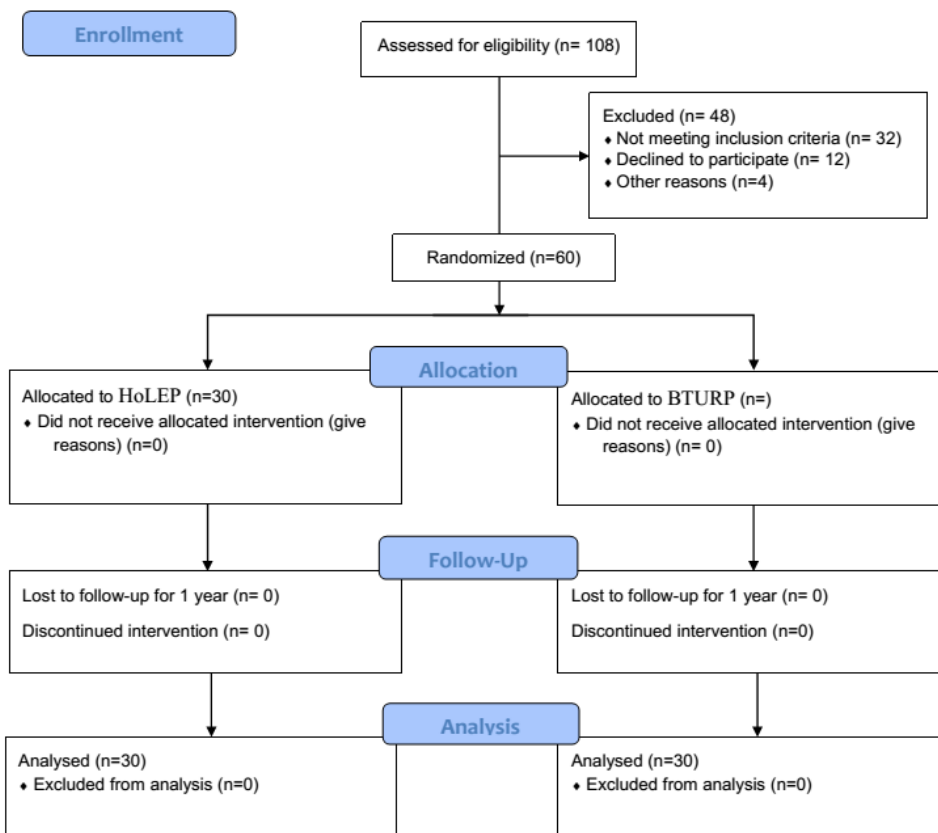 Enrollment
Assessed for eligibility (n= 108)
Excluded (n= 48)
♦ Not meeting inclusion criteria (n= 32)
♦ Declined to participate (n= 12)
♦ Other reasons (n=4)
Randomized (n=60)
Allocation
Allocated to HoLEP (n=30)
♦ Did not receive allocated intervention (give
reasons) (n=0)
Allocated to BTURP (n=)
♦ Did not receive allocated intervention (give
reasons) (n= 0)
Follow-Up
Lost to follow-up for 1 year (n= 0)
Discontinued intervention (n= 0)
Lost to follow-up for 1 year (n= 0)
Discontinued intervention (n=0)
Analysis
Analysed (n=30)
♦ Excluded from analysis (n=0)
Analysed (n=30)
♦ Excluded from analysis (n=0)